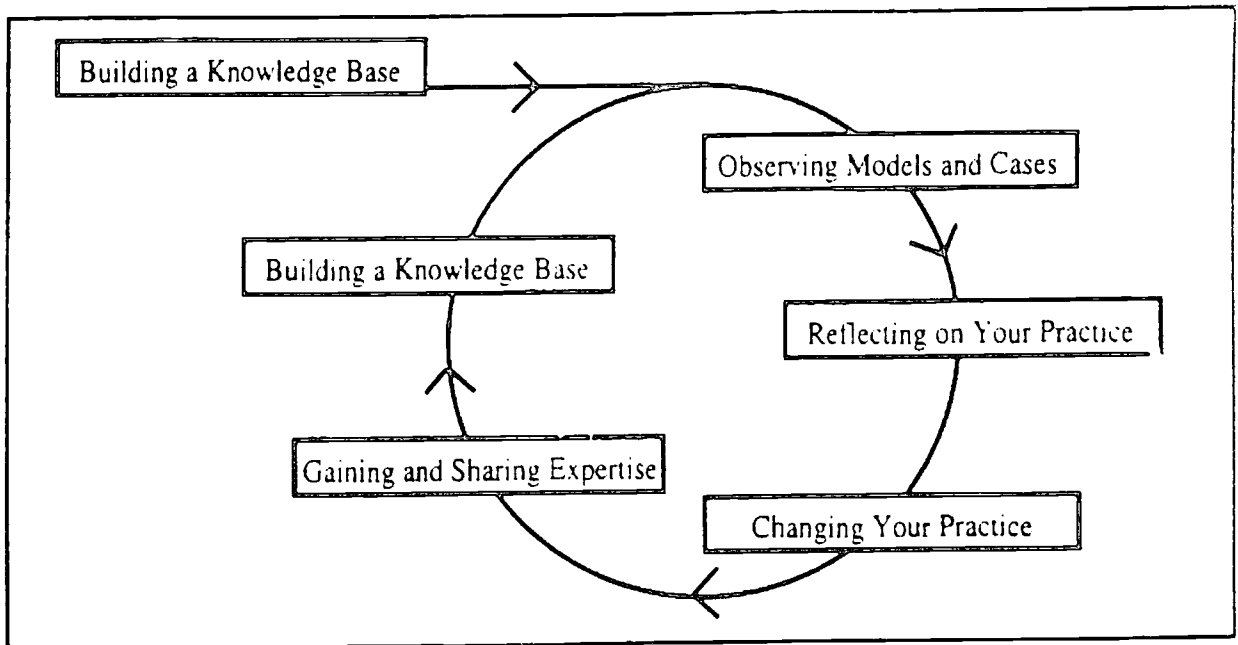 Building a Knowledge Base
Observing Models and Cases
Reflecting on Your Practice
Changing Your Practice
Gaining and Sharing Expertise
Building a Knowledge Base